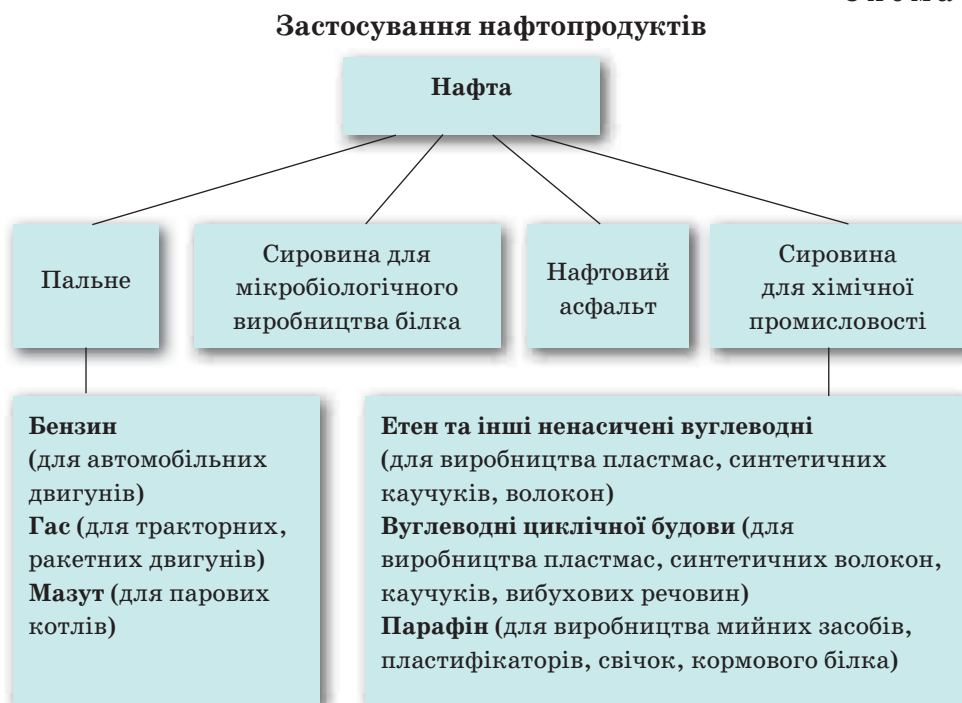 Застосування нафтопродуктів
Нафта
Пальне
Сировина для
мікробіологічного
виробництва білка
Нафтовий
асфальт
Сировина
для хімічної
промисловості
Бензин
(для автомобільних
двигунів)
Гас (для тракторних,
ракетних двигунів)
Мазут (для парових
котлів)
Етен та інші ненасичені вуглеводні
(для виробництва пластмас, синтетичних
каучуків, волокон)
Вуглеводні циклічної будови (для
виробництва пластмас, синтетичних волокон,
каучуків, вибухових речовин)
Парафін (для виробництва мийних засобів,
пластифікаторів, свічок, кормового білка)